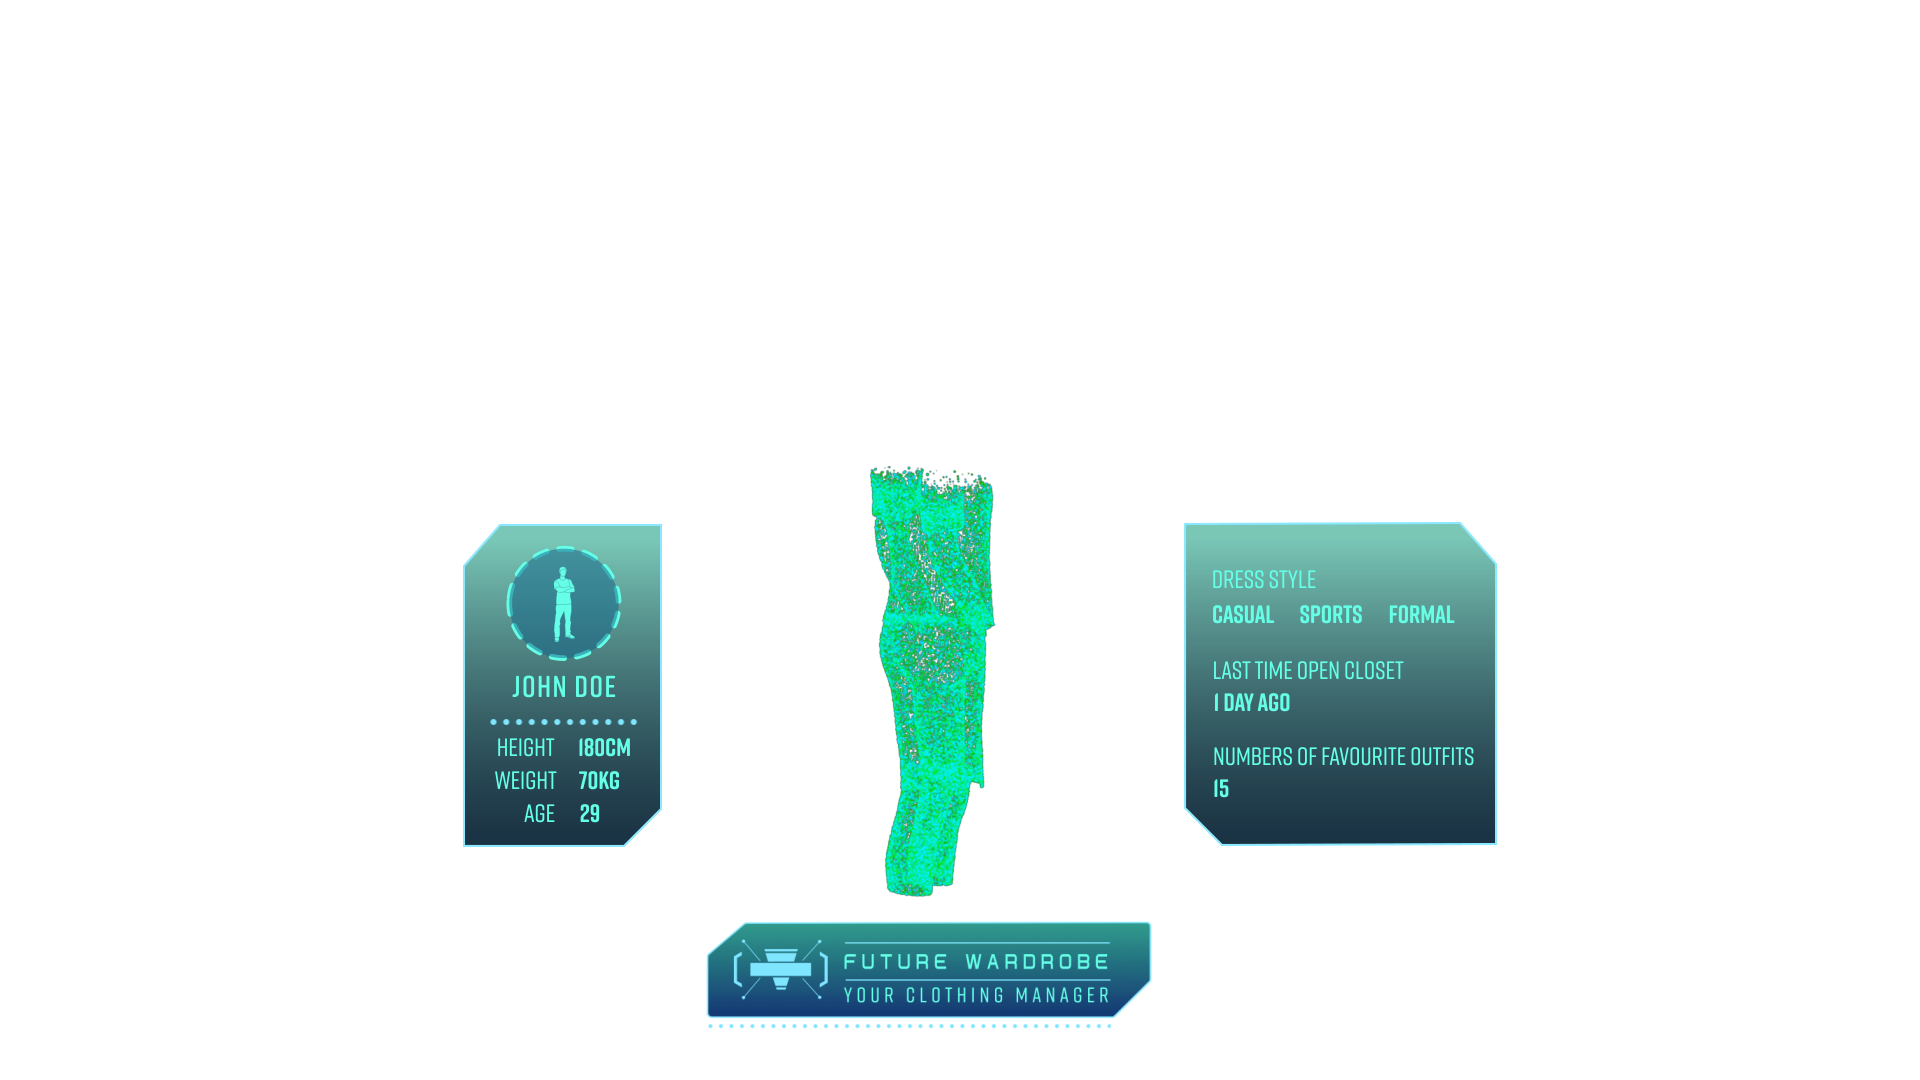 JOHN DOE
HEIGHT 180CM
WEIGHT 70KG
AGE 29
DRESS STYLE
CASUAL SPORTS FORMAL
LAST TIME OPEN CLOSET
1 DAY AGO
NUMBERS OF FAVOURITE OUTFITS
15
FUTURE WARDROBE
YOUR CLOTHING MANAGER